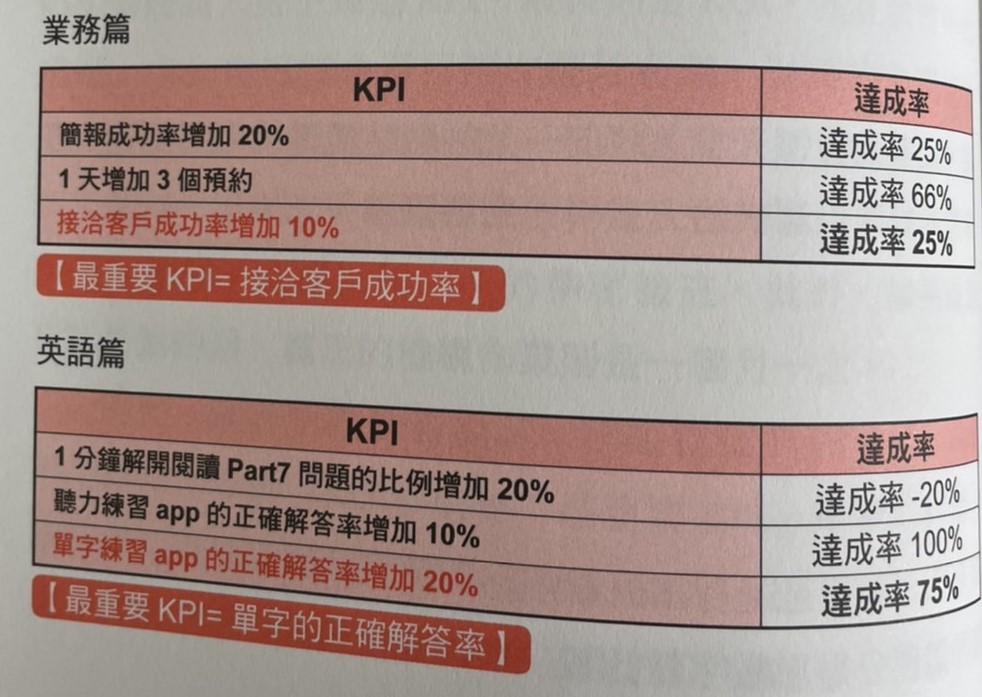 業務篇
KPI 達成率
簡報成功率增加 20% 達成率 25%
1 天增加 3 個預約 達成率 66%
接洽客戶成功率增加 10% 達成率 25%
【 最重要 KPI= 接洽客戶成功率 】
英語篇
KPI 達成率
1 分鐘解開閱讀 Part7 問題的比例增加 20% 達成率 -20%
聽力練習 app 的正確解答率增加 10% 達成率 100%
單字練習 app 的正確解答率增加 20% 達成率 75%
【 最重要 KPI= 單字的正確解答率 】